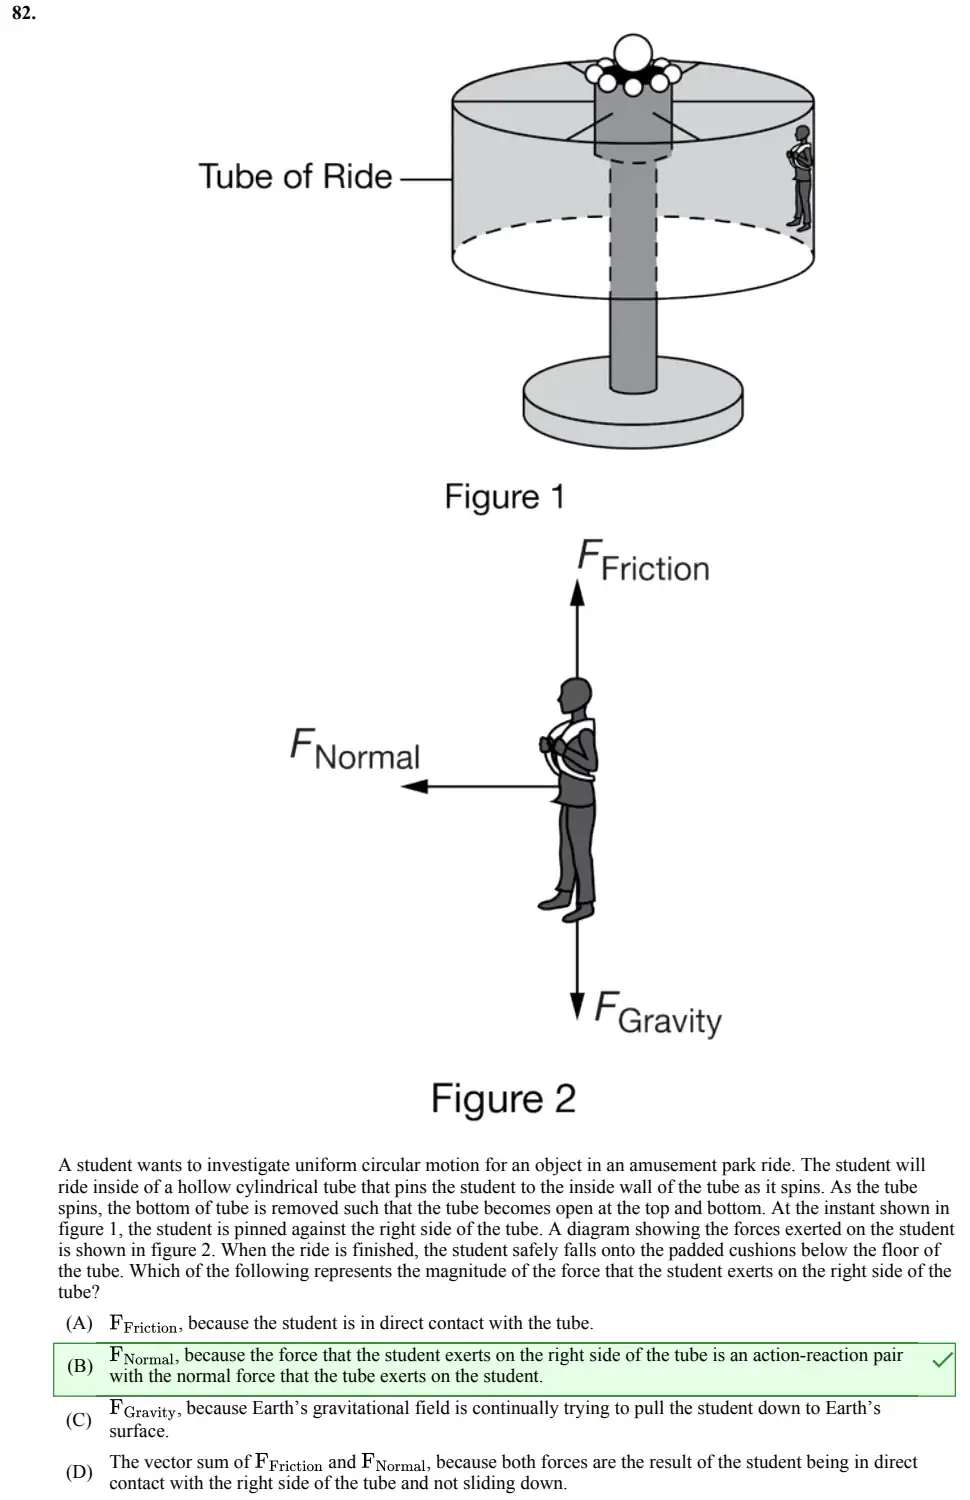 82.
Tube of Ride
Figure 1
F Friction
F Normal
F Gravity
Figure 2
A student wants to investigate uniform circular motion for an object in an amusement park ride. The student will
ride inside of a hollow cylindrical tube that pins the student to the inside wall of the tube as it spins. As the tube
spins, the bottom of tube is removed such that the tube becomes open at the top and bottom. At the instant shown in
figure 1, the student is pinned against the right side of the tube. A diagram showing the forces exerted on the student
is shown in figure 2. When the ride is finished, the student safely falls onto the padded cushions below the floor of
the tube. Which of the following represents the magnitude of the force that the student exerts on the right side of the
tube?
(A) F Friction, because the student is in direct contact with the tube.
(B) F Normal, because the force that the student exerts on the right side of the tube is an action-reaction pair
with the normal force that the tube exerts on the student.
(C) F Gravity, because Earth's gravitational field is continually trying to pull the student down to Earth's
surface.
(D) The vector sum of F Friction and F Normal, because both forces are the result of the student being in direct
contact with the right side of the tube and not sliding down.